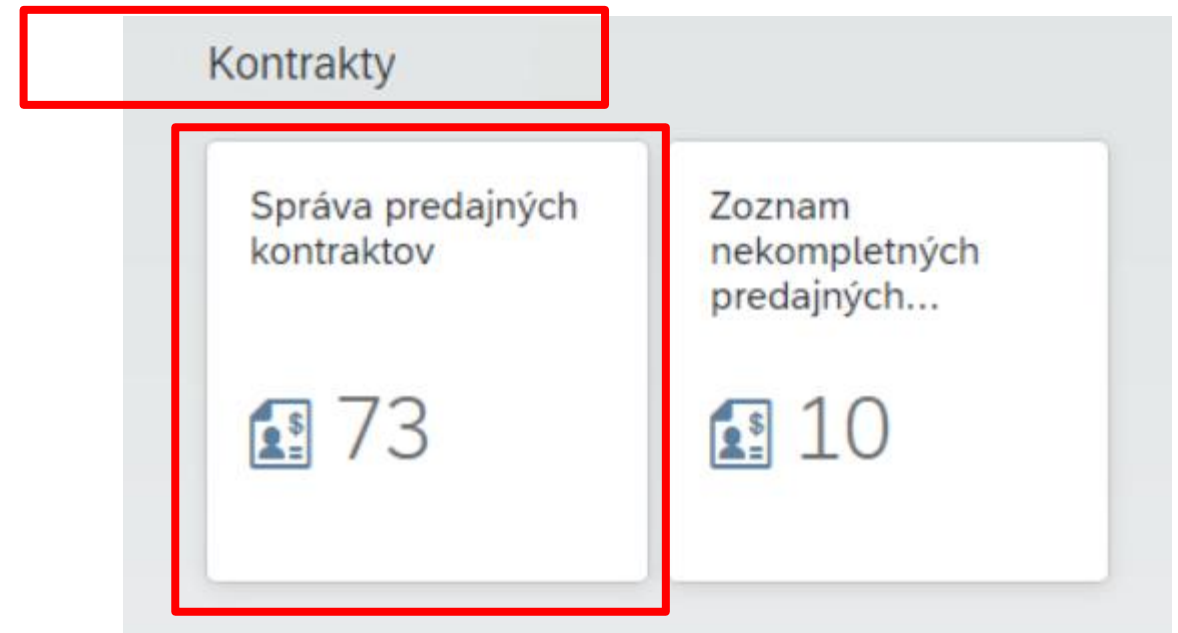 Kontrakty
Správa predajných
kontraktov
73
Zoznam
nekompletných
predajných...
10